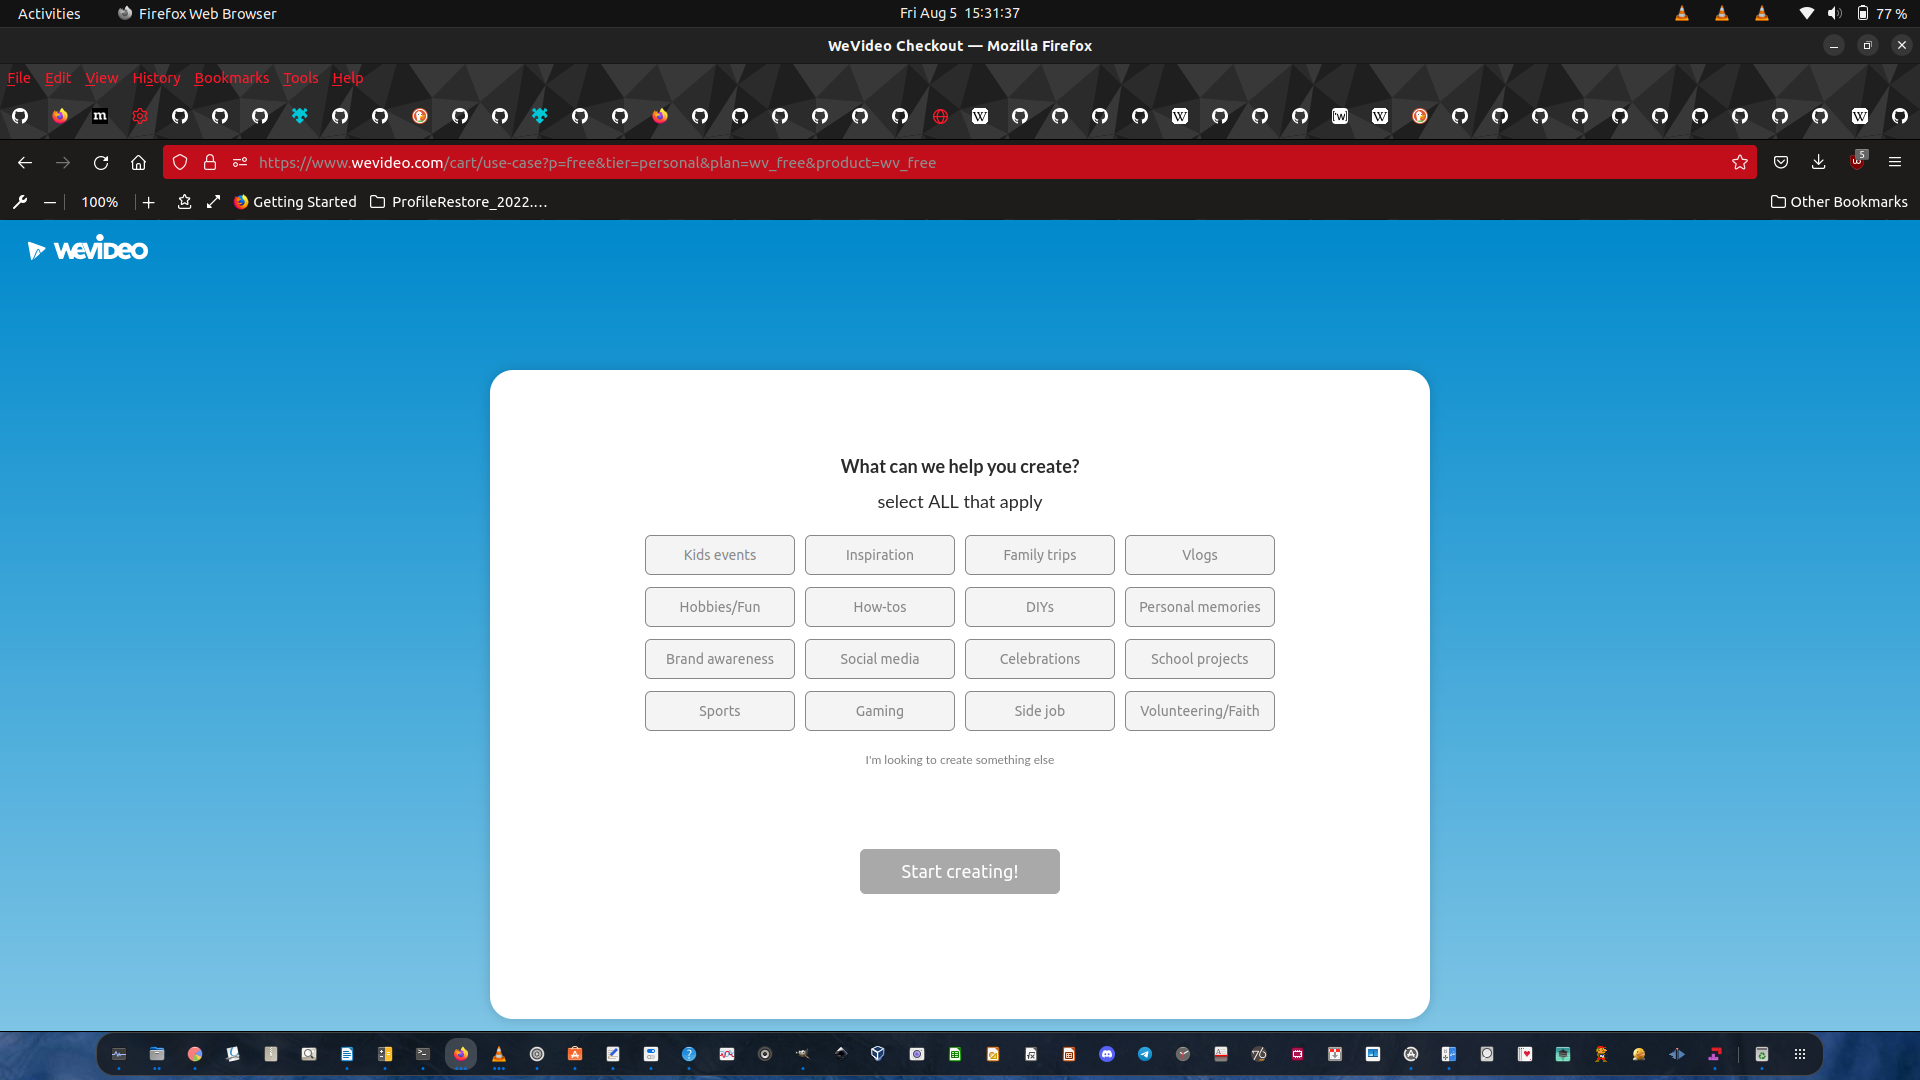 Activities Firefox Web Browser Fri Aug 5 15:31:37 77 %
WeVideo Checkout — Mozilla Firefox
File Edit View History Bookmarks Tools Help
https://www.wevideo.com/cart/use-case?p=free&tier=personal&plan=wv_free&product=wv_free 5
100% Getting Started ProfileRestore_2022.… Other Bookmarks
wevideo
What can we help you create?
select ALL that apply
Kids events Inspiration Family trips Vlogs
Hobbies/Fun How-tos DIYs Personal memories
Brand awareness Social media Celebrations School projects
Sports Gaming Side job Volunteering/Faith
I'm looking to create something else
Start creating!